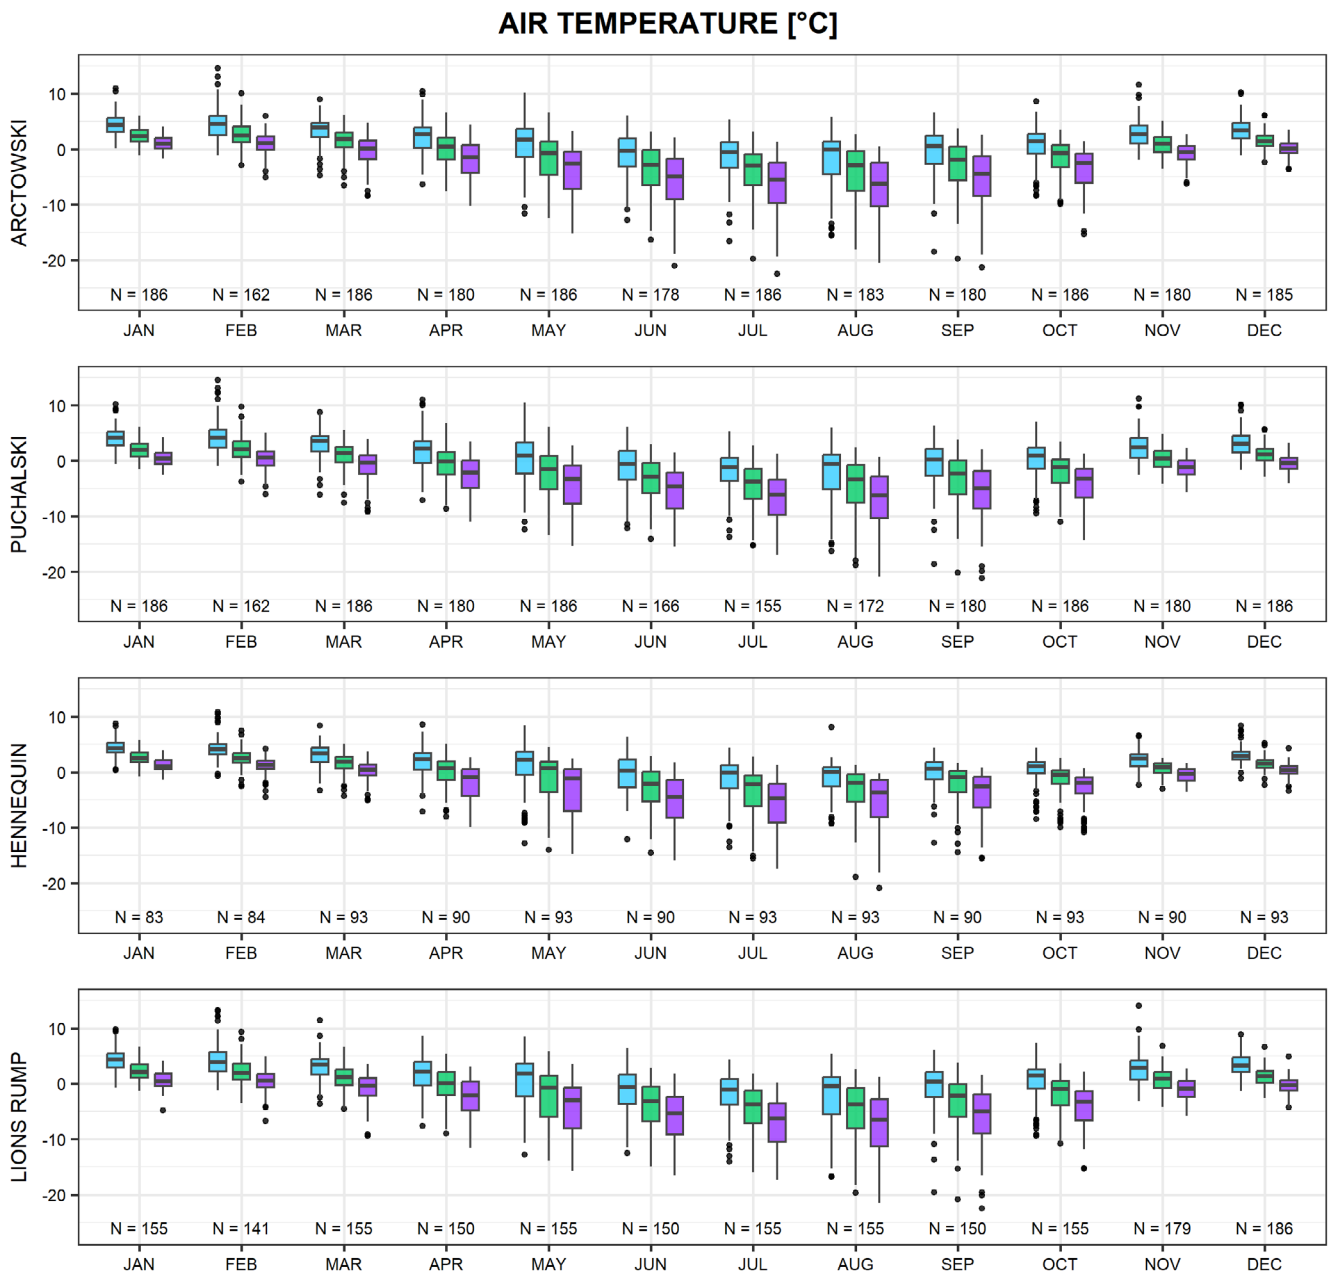 AIR TEMPERATURE [°C]
ARCTOWSKI
10
0
-10
-20
N = 186 N = 162 N = 186 N = 180 N = 186 N = 178 N = 186 N = 183 N = 180 N = 186 N = 180 N = 185
JAN FEB MAR APR MAY JUN JUL AUG SEP OCT NOV DEC
PUCHALSKI
10
0
-10
-20
N = 186 N = 162 N = 186 N = 180 N = 186 N = 166 N = 155 N = 172 N = 180 N = 186 N = 180 N = 186
JAN FEB MAR APR MAY JUN JUL AUG SEP OCT NOV DEC
HENNEQUIN
10
0
-10
-20
N = 83 N = 84 N = 93 N = 90 N = 93 N = 90 N = 93 N = 93 N = 90 N = 93 N = 90 N = 93
JAN FEB MAR APR MAY JUN JUL AUG SEP OCT NOV DEC
LIONS RUMP
10
0
-10
-20
N = 155 N = 141 N = 155 N = 150 N = 155 N = 150 N = 155 N = 155 N = 150 N = 155 N = 179 N = 186
JAN FEB MAR APR MAY JUN JUL AUG SEP OCT NOV DEC